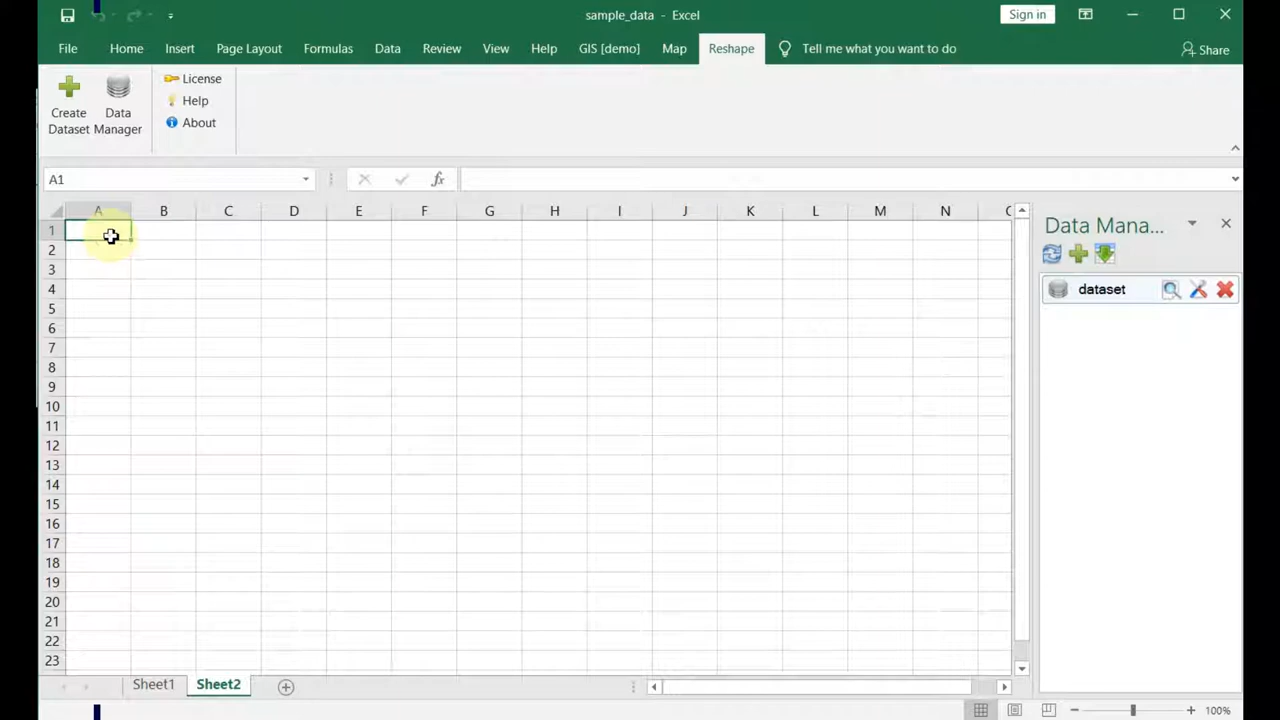 sample_data - Excel
Sign in
File Home Insert Page Layout Formulas Data Review View Help GIS [demo] Map Reshape Tell me what you want to do Share
Create Dataset
Data Manager
License
Help
About
A1
fx
A B C D E F G H I J K L M N
1
2
3
4
5
6
7
8
9
10
11
12
13
14
15
16
17
18
19
20
21
22
23
Data Mana...
dataset
Sheet1 Sheet2
100%